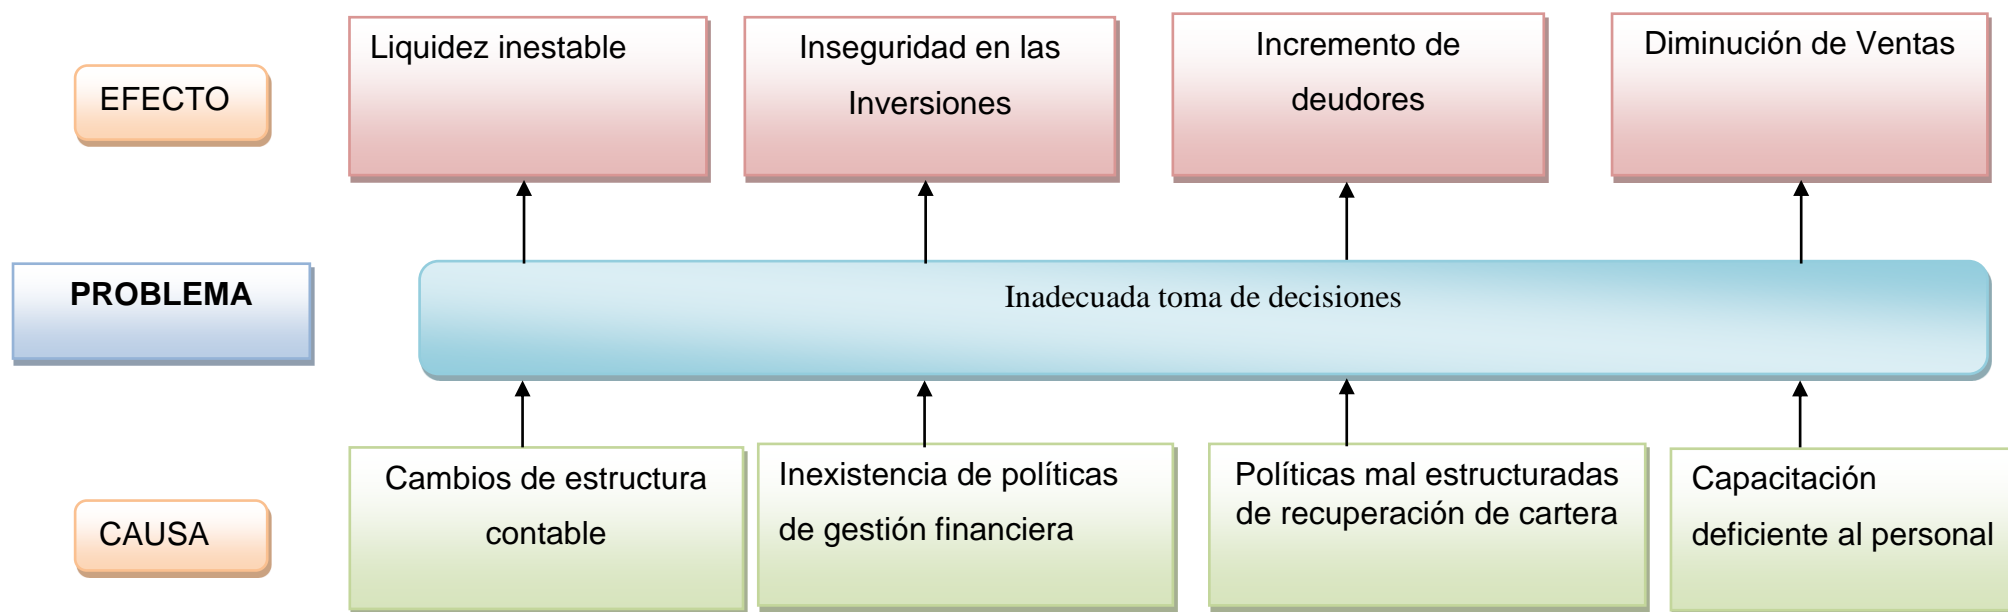 EFECTO
Liquidez inestable
Inseguridad en las
Inversiones
Incremento de
deudores
Diminución de Ventas
PROBLEMA
Inadecuada toma de decisiones
CAUSA
Cambios de estructura
contable
Inexistencia de políticas
de gestión financiera
Políticas mal estructuradas
de recuperación de cartera
Capacitación
deficiente al personal